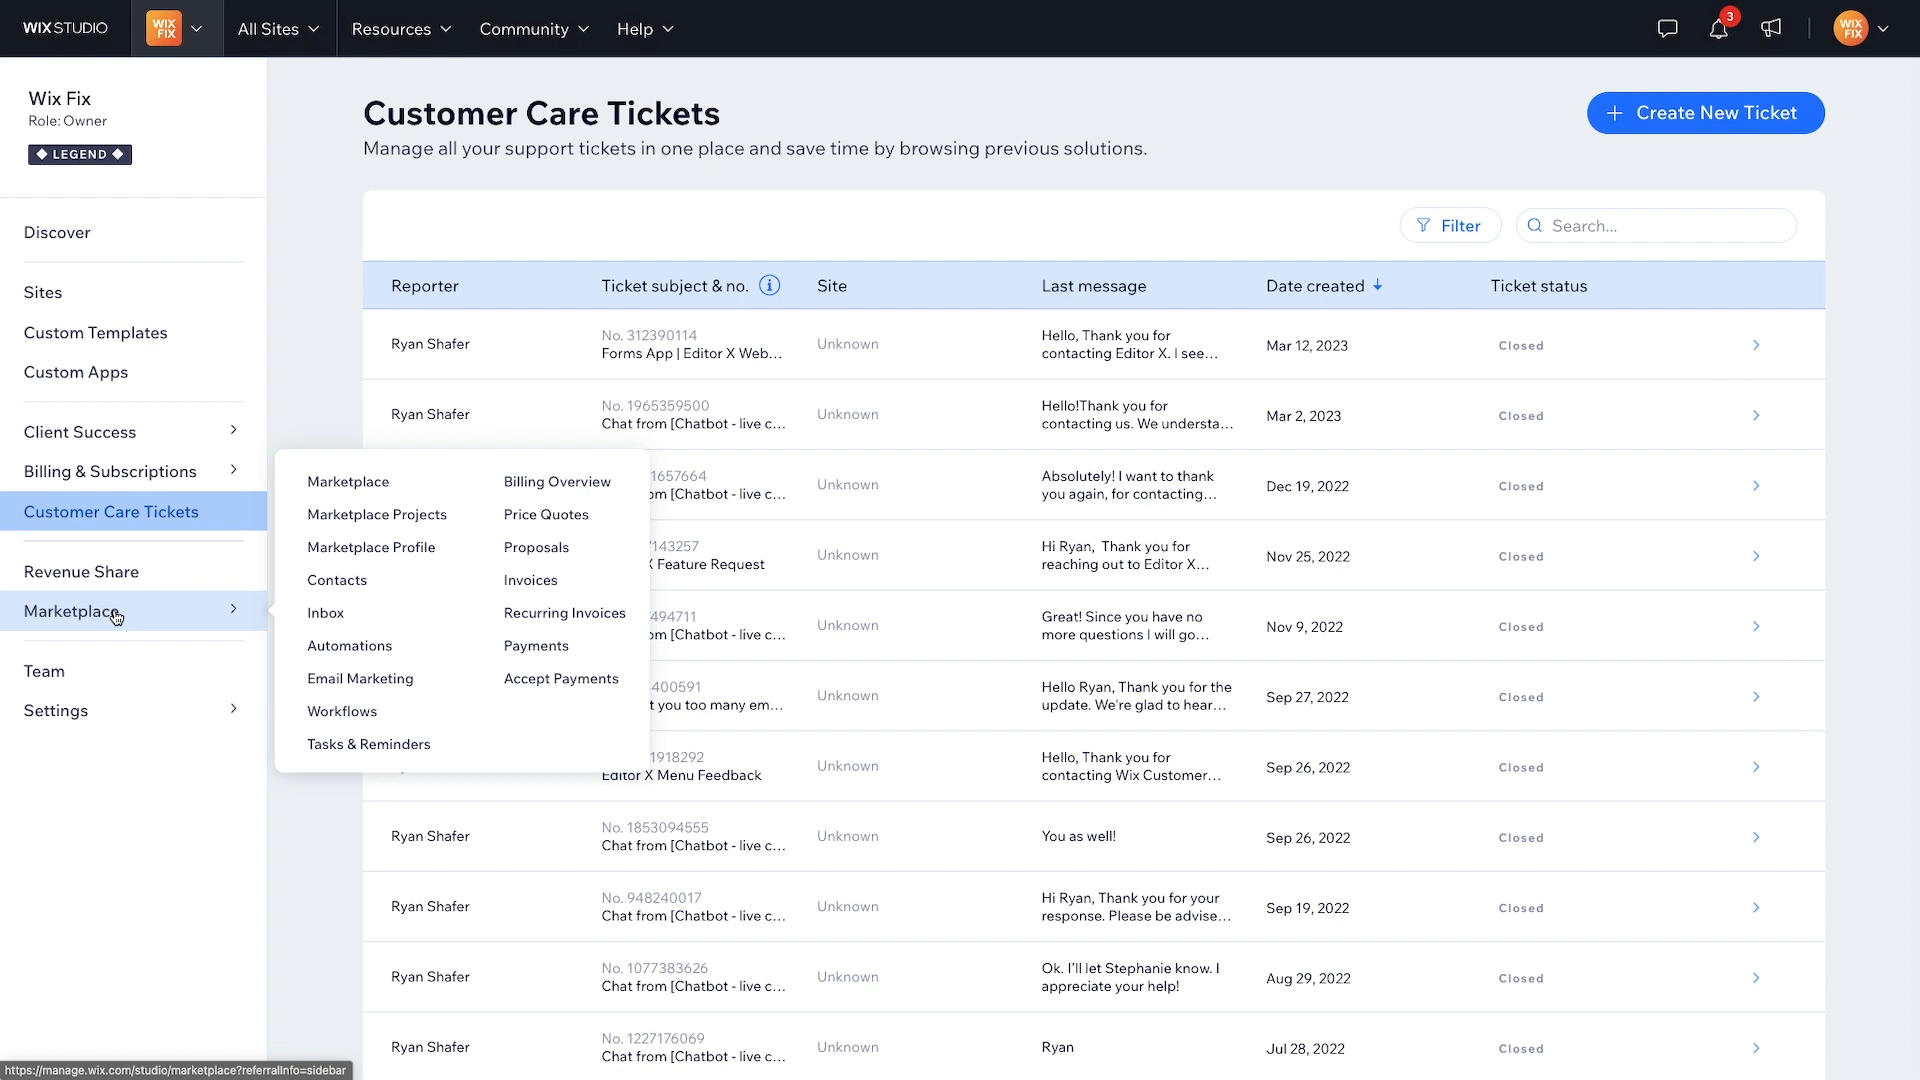 WIX STUDIO
WIX
FIX
All Sites
Resources
Community
Help
3
WIX
FIX
Wix Fix
Role: Owner
LEGEND
Discover
Sites
Custom Templates
Custom Apps
Client Success
Billing & Subscriptions
Customer Care Tickets
Revenue Share
Marketplace
Team
Settings
Marketplace
Marketplace Projects
Marketplace Profile
Contacts
Inbox
Automations
Email Marketing
Workflows
Tasks & Reminders
Billing Overview
Price Quotes
Proposals
Invoices
Recurring Invoices
Payments
Accept Payments
Customer Care Tickets
Manage all your support tickets in one place and save time by browsing previous solutions.
+ Create New Ticket
Filter
Search...
Reporter Ticket subject & no. Site Last message Date created Ticket status
Ryan Shafer
No. 312390114
Forms App | Editor X Web...
Unknown
Hello, Thank you for
contacting Editor X. I see...
Mar 12, 2023
Closed
Ryan Shafer
No. 1965359500
Chat from [Chatbot - live c...
Unknown
Hello!Thank you for
contacting us. We understa...
Mar 2, 2023
Closed
1657664
om [Chatbot - live c...
Unknown
Absolutely! I want to thank
you again, for contacting...
Dec 19, 2022
Closed
7143257
X Feature Request
Unknown
Hi Ryan, Thank you for
reaching out to Editor X...
Nov 25, 2022
Closed
494711
om [Chatbot - live c...
Unknown
Great! Since you have no
more questions I will go...
Nov 9, 2022
Closed
400591
t you too many em...
Unknown
Hello Ryan, Thank you for the
update. We're glad to hear...
Sep 27, 2022
Closed
1918292
Editor X Menu Feedback
Unknown
Hello, Thank you for
contacting Wix Customer...
Sep 26, 2022
Closed
Ryan Shafer
No. 1853094555
Chat from [Chatbot - live c...
Unknown
You as well!
Sep 26, 2022
Closed
Ryan Shafer
No. 948240017
Chat from [Chatbot - live c...
Unknown
Hi Ryan, Thank you for your
response. Please be advise...
Sep 19, 2022
Closed
Ryan Shafer
No. 1077383626
Chat from [Chatbot - live c...
Unknown
Ok. I'll let Stephanie know. I
appreciate your help!
Aug 29, 2022
Closed
Ryan Shafer
No. 1227176069
Chat from [Chatbot - live c...
Unknown
Ryan
Jul 28, 2022
Closed
https://manage.wix.com/studio/marketplace?referralInfo=sidebar